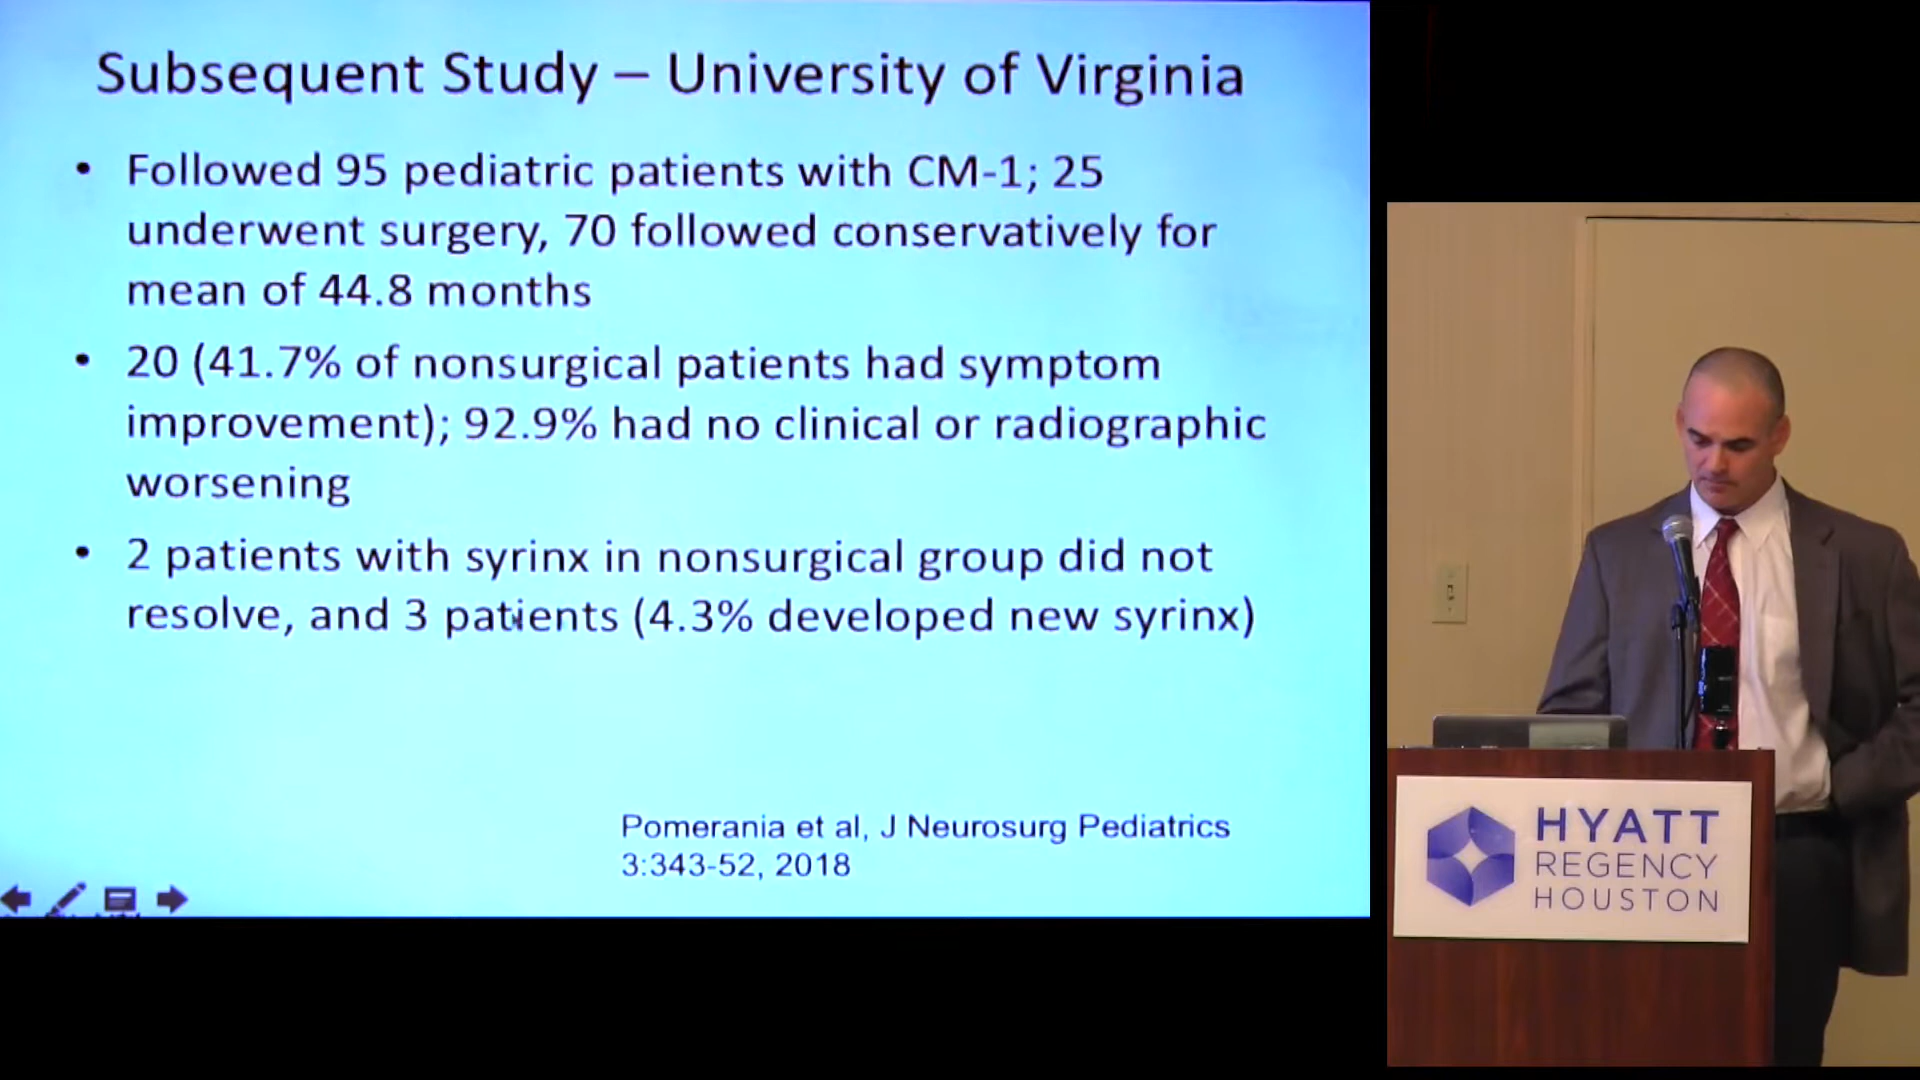 Subsequent Study – University of Virginia
• Followed 95 pediatric patients with CM-1; 25
underwent surgery, 70 followed conservatively for
mean of 44.8 months
• 20 (41.7% of nonsurgical patients had symptom
improvement); 92.9% had no clinical or radiographic
worsening
• 2 patients with syrinx in nonsurgical group did not
resolve, and 3 patients (4.3% developed new syrinx)
Pomerania et al, J Neurosurg Pediatrics
3:343-52, 2018
HYATT
REGENCY
HOUSTON